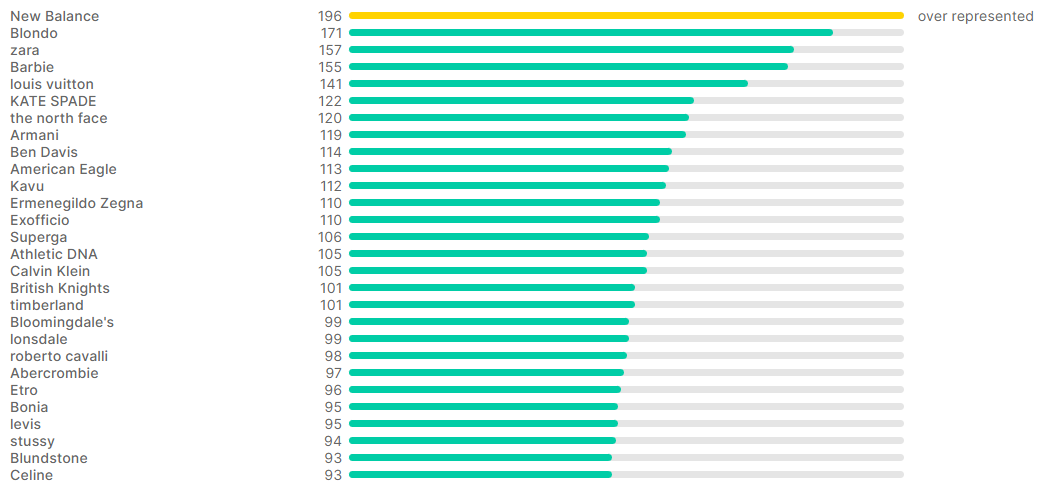 New Balance 196 over represented
Blondo 171
zara 157
Barbie 155
louis vuitton 141
KATE SPADE 122
the north face 120
Armani 119
Ben Davis 114
American Eagle 113
Kavu 112
Ermenegildo Zegna 110
Exofficio 110
Superga 106
Athletic DNA 105
Calvin Klein 105
British Knights 101
timberland 101
Bloomingdale's 99
lonsdale 99
roberto cavalli 98
Abercrombie 97
Etro 96
Bonia 95
levis 95
stussy 94
Blundstone 93
Celine 93